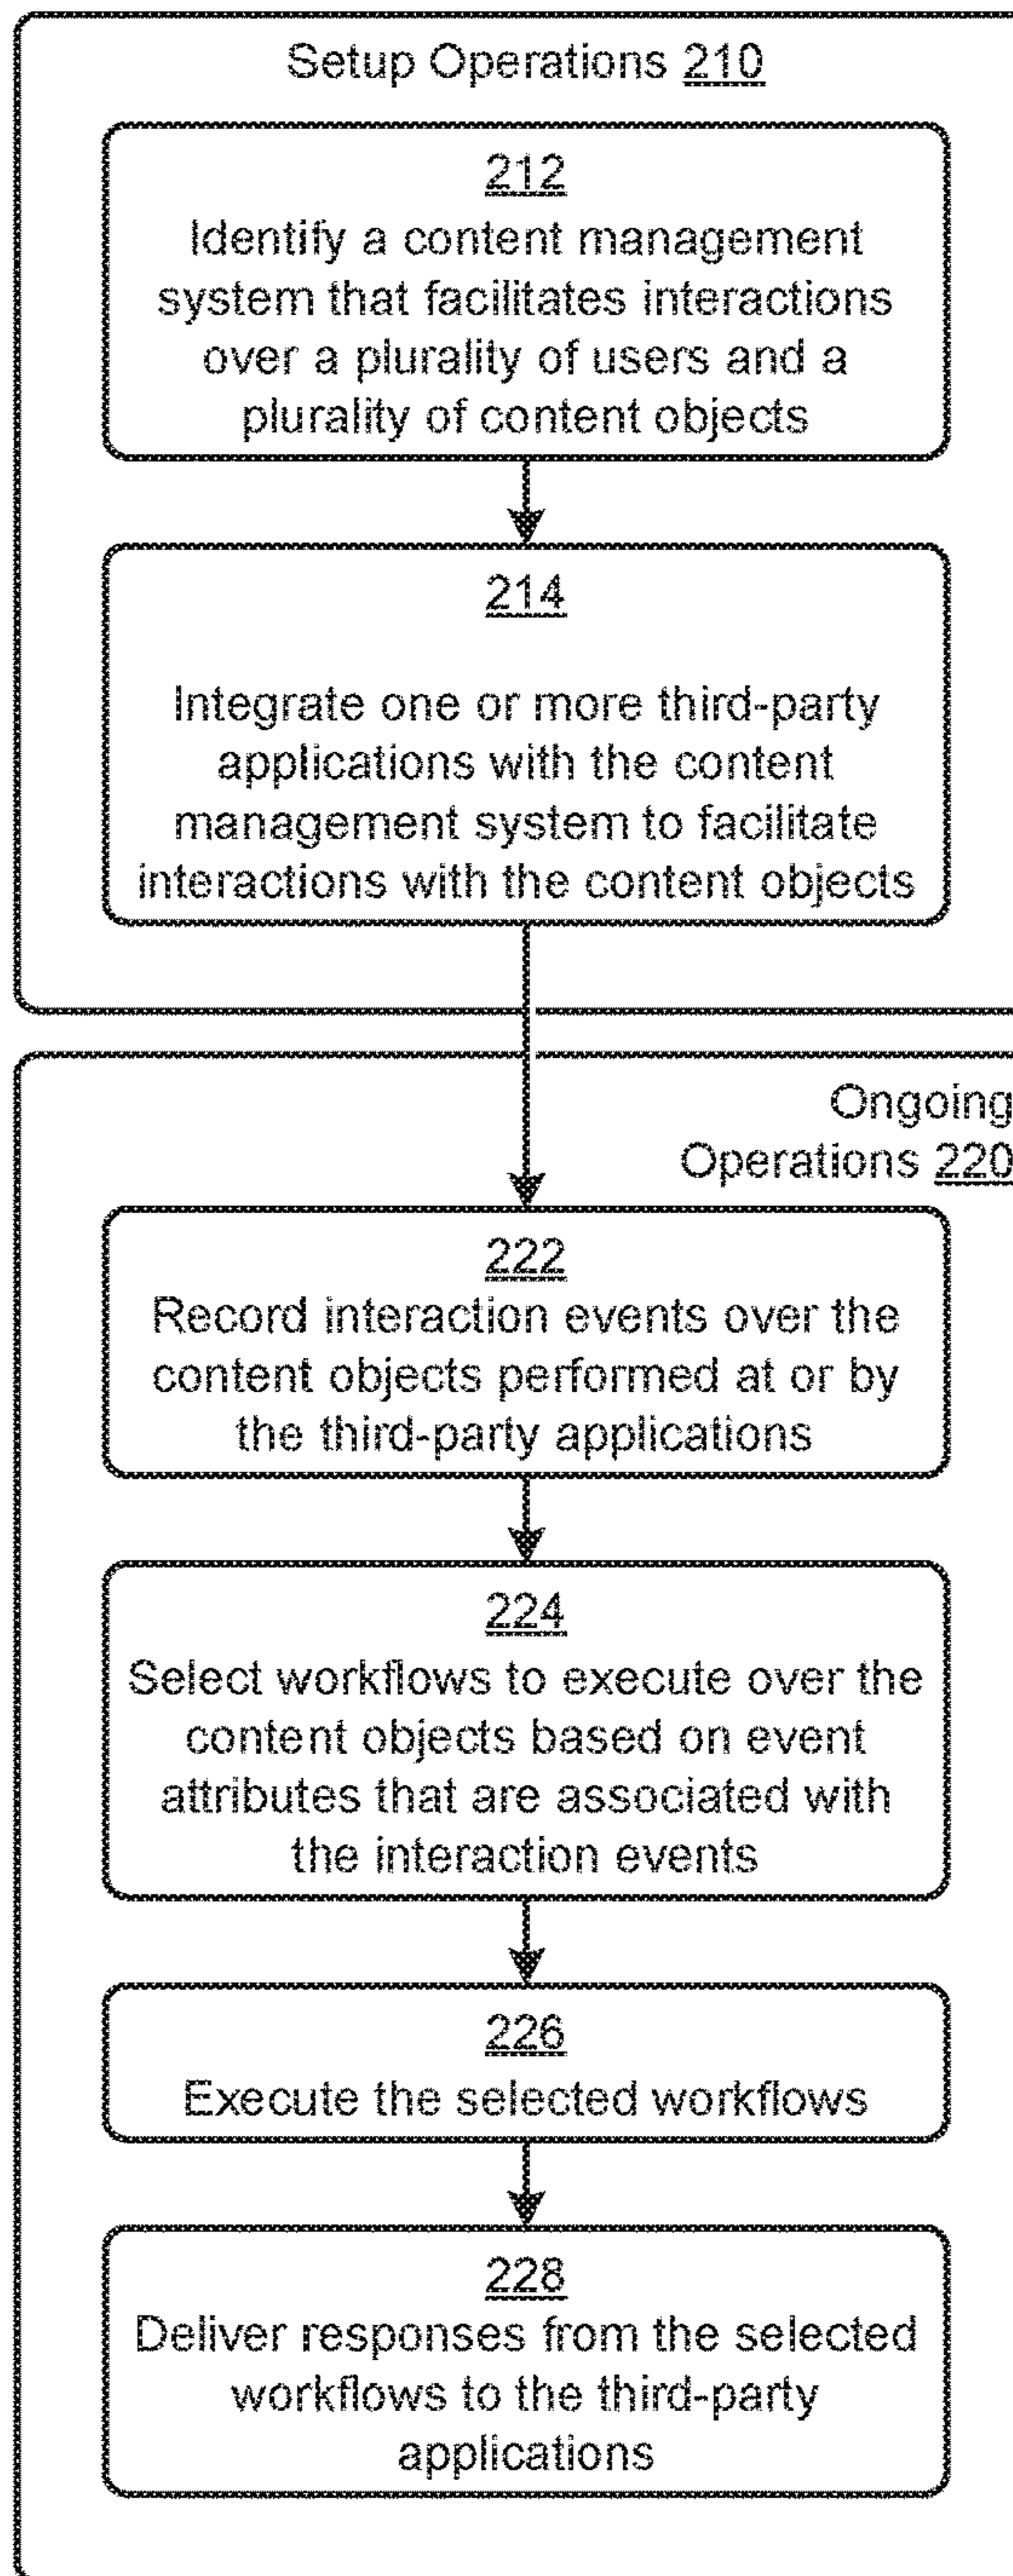 Setup Operations 210
212
Identify a content management
system that facilitates interactions
over a plurality of users and a
plurality of content objects
214
Integrate one or more third-party
applications with the content
management system to facilitate
interactions with the content objects
Ongoing
Operations 220
222
Record interaction events over the
content objects performed at or by
the third-party applications
224
Select workflows to execute over the
content objects based on event
attributes that are associated with
the interaction events
226
Execute the selected workflows
228
Deliver responses from the selected
workflows to the third-party
applications